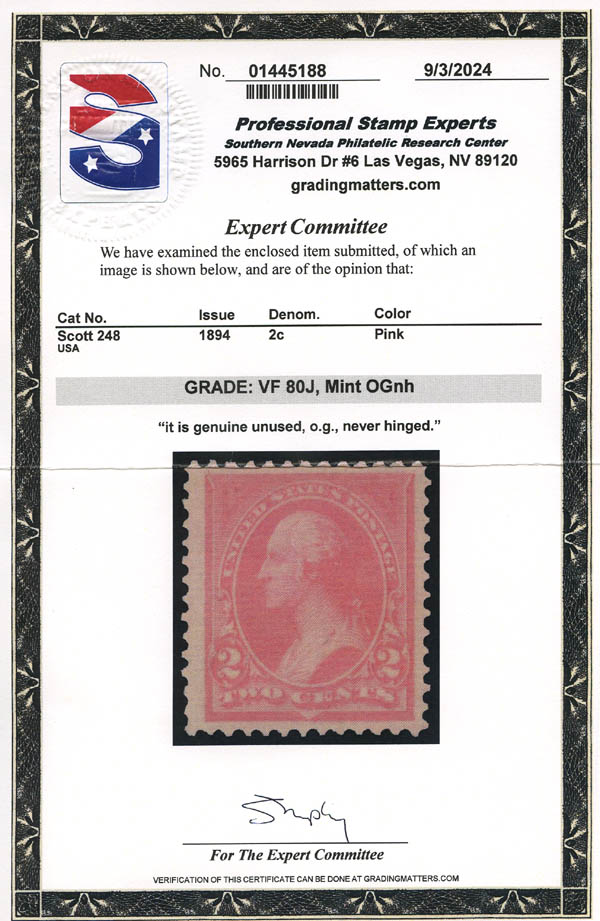 No. 01445188
9/3/2024
Professional Stamp Experts
Southern Nevada Philatelic Research Center
5965 Harrison Dr #6 Las Vegas, NV 89120
gradingmatters.com
Expert Committee
We have examined the enclosed item submitted, of which an
image is shown below, and are of the opinion that:
Cat No. Issue Denom. Color
Scott 248 1894 2c Pink
USA
GRADE: VF 80J, Mint OGnh
“it is genuine unused, o.g., never hinged.”
UNITED STATES POSTAGE
2 2
TWO CENTS
For The Expert Committee
VERIFICATION OF THIS CERTIFICATE CAN BE DONE AT GRADINGMATTERS.COM